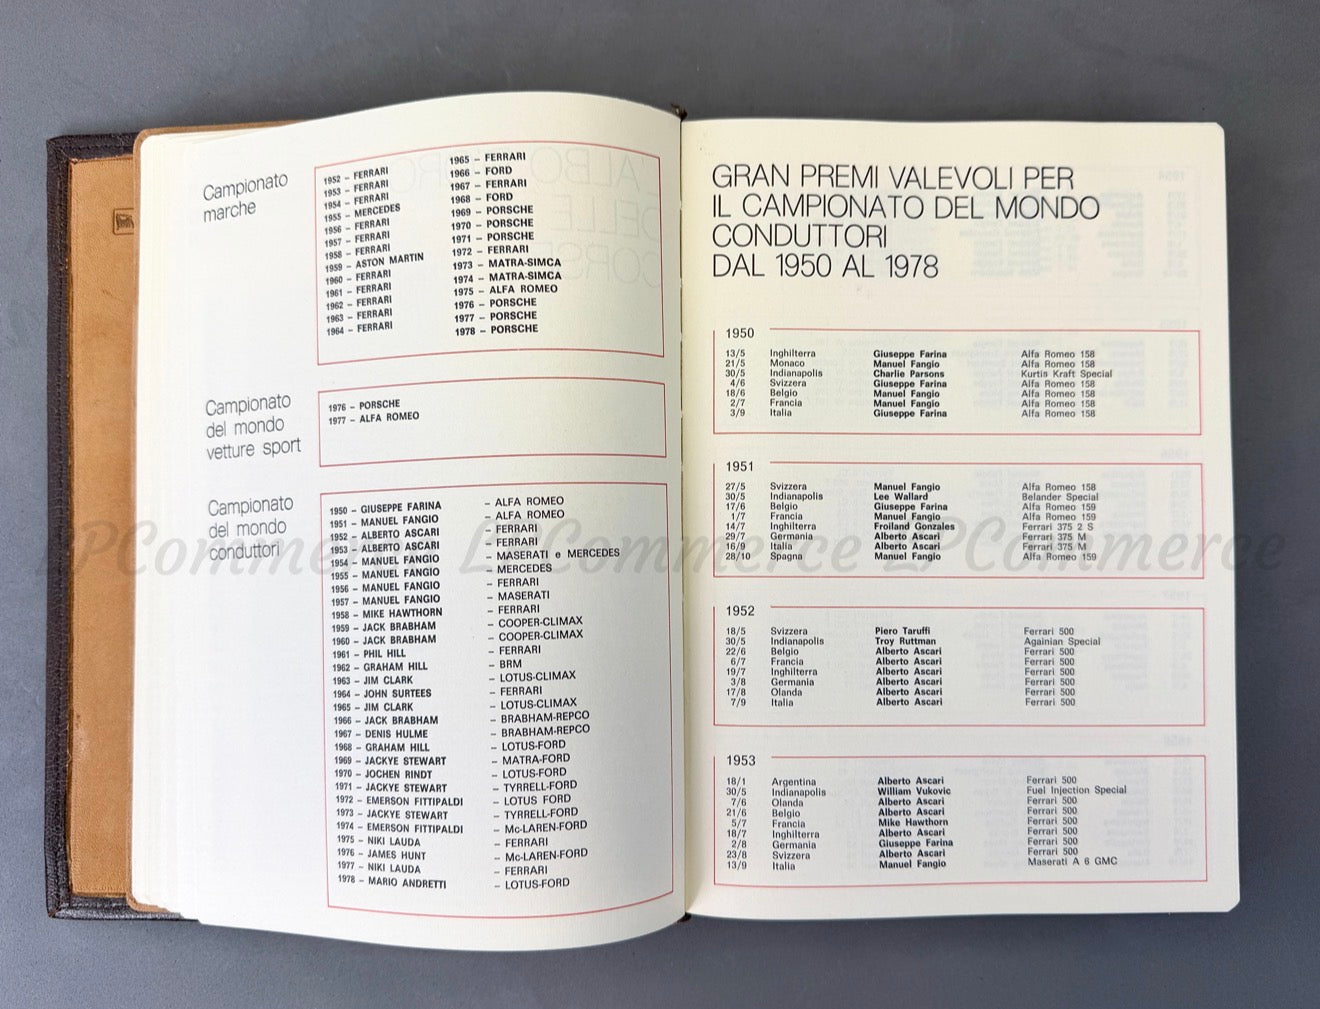 Campionato
marche
1952 – FERRARI
1953 – FERRARI
1954 – FERRARI
1955 – MERCEDES
1956 – FERRARI
1957 – FERRARI
1958 – FERRARI
1959 – ASTON MARTIN
1960 – FERRARI
1961 – FERRARI
1962 – FERRARI
1963 – FERRARI
1964 – FERRARI
1965 – FERRARI
1966 – FORD
1967 – FERRARI
1968 – FORD
1969 – PORSCHE
1970 – PORSCHE
1971 – PORSCHE
1972 – FERRARI
1973 – MATRA-SIMCA
1974 – MATRA-SIMCA
1975 – ALFA ROMEO
1976 – PORSCHE
1977 – PORSCHE
1978 – PORSCHE
Campionato
del mondo
vetture sport
1976 – PORSCHE
1977 – ALFA ROMEO
Campionato
del mondo
conduttori
1950 – GIUSEPPE FARINA – ALFA ROMEO
1951 – MANUEL FANGIO – ALFA ROMEO
1952 – ALBERTO ASCARI – FERRARI
1953 – ALBERTO ASCARI – FERRARI
1954 – MANUEL FANGIO – MASERATI e MERCEDES
1955 – MANUEL FANGIO – MERCEDES
1956 – MANUEL FANGIO – FERRARI
1957 – MANUEL FANGIO – MASERATI
1958 – MIKE HAWTHORN – FERRARI
1959 – JACK BRABHAM – COOPER-CLIMAX
1960 – JACK BRABHAM – COOPER-CLIMAX
1961 – PHIL HILL – FERRARI
1962 – GRAHAM HILL – BRM
1963 – JIM CLARK – LOTUS-CLIMAX
1964 – JOHN SURTEES – FERRARI
1965 – JIM CLARK – LOTUS-CLIMAX
1966 – JACK BRABHAM – BRABHAM-REPCO
1967 – DENIS HULME – BRABHAM-REPCO
1968 – GRAHAM HILL – LOTUS-FORD
1969 – JACKYE STEWART – MATRA-FORD
1970 – JOCHEN RINDT – LOTUS-FORD
1971 – JACKYE STEWART – TYRRELL-FORD
1972 – EMERSON FITTIPALDI – LOTUS FORD
1973 – JACKYE STEWART – TYRRELL-FORD
1974 – EMERSON FITTIPALDI – Mc-LAREN-FORD
1975 – NIKI LAUDA – FERRARI
1976 – JAMES HUNT – Mc-LAREN-FORD
1977 – NIKI LAUDA – FERRARI
1978 – MARIO ANDRETTI – LOTUS-FORD
GRAN PREMI VALEVOLI PER
IL CAMPIONATO DEL MONDO
CONDUTTORI
DAL 1950 AL 1978
1950
13/5 Inghilterra Giuseppe Farina Alfa Romeo 158
21/5 Monaco Manuel Fangio Alfa Romeo 158
30/5 Indianapolis Charlie Parsons Kurtis Kraft Special
4/6 Svizzera Giuseppe Farina Alfa Romeo 158
18/6 Belgio Manuel Fangio Alfa Romeo 158
2/7 Francia Manuel Fangio Alfa Romeo 158
3/9 Italia Giuseppe Farina Alfa Romeo 158
1951
27/5 Svizzera Manuel Fangio Alfa Romeo 158
30/5 Indianapolis Lee Wallard Belander Special
17/6 Belgio Giuseppe Farina Alfa Romeo 159
1/7 Francia Manuel Fangio Alfa Romeo 159
14/7 Inghilterra Froiland Gonzales Ferrari 375 2 S
29/7 Germania Alberto Ascari Ferrari 375 M
16/9 Italia Alberto Ascari Ferrari 375 M
28/10 Spagna Manuel Fangio Alfa Romeo 159
1952
18/5 Svizzera Piero Taruffi Ferrari 500
30/5 Indianapolis Troy Ruttman Againian Special
22/6 Belgio Alberto Ascari Ferrari 500
6/7 Francia Alberto Ascari Ferrari 500
19/7 Inghilterra Alberto Ascari Ferrari 500
3/8 Germania Alberto Ascari Ferrari 500
17/8 Olanda Alberto Ascari Ferrari 500
7/9 Italia Alberto Ascari Ferrari 500
1953
18/1 Argentina Alberto Ascari Ferrari 500
30/5 Indianapolis William Vukovic Fuel Injection Special
7/6 Olanda Alberto Ascari Ferrari 500
21/6 Belgio Alberto Ascari Ferrari 500
5/7 Francia Mike Hawthorn Ferrari 500
18/7 Inghilterra Alberto Ascari Ferrari 500
2/8 Germania Giuseppe Farina Ferrari 500
23/8 Svizzera Alberto Ascari Ferrari 500
13/9 Italia Manuel Fangio Maserati A 6 GMC
LPCommerce LPCommerce LPCommerce